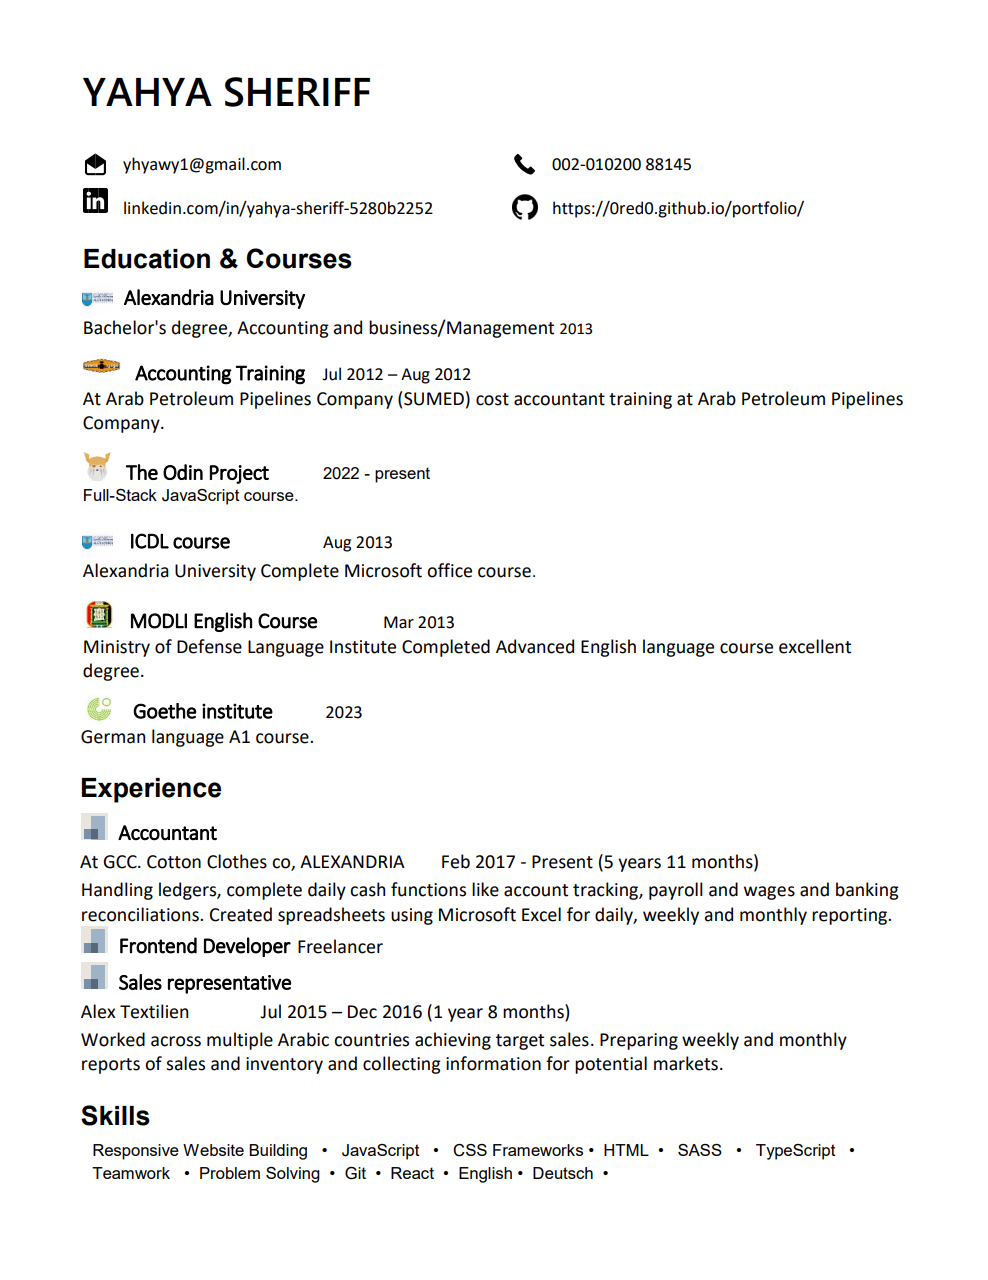 YAHYA SHERIFF
yhyawy1@gmail.com 002-010200 88145
linkedin.com/in/yahya-sheriff-5280b2252 https://0red0.github.io/portfolio/
Education & Courses
Alexandria University
Bachelor's degree, Accounting and business/Management 2013
Accounting Training Jul 2012 – Aug 2012
At Arab Petroleum Pipelines Company (SUMED) cost accountant training at Arab Petroleum Pipelines
Company.
The Odin Project 2022 - present
Full-Stack JavaScript course.
ICDL course Aug 2013
Alexandria University Complete Microsoft office course.
MODLI English Course Mar 2013
Ministry of Defense Language Institute Completed Advanced English language course excellent
degree.
Goethe institute 2023
German language A1 course.
Experience
Accountant
At GCC. Cotton Clothes co, ALEXANDRIA Feb 2017 - Present (5 years 11 months)
Handling ledgers, complete daily cash functions like account tracking, payroll and wages and banking
reconciliations. Created spreadsheets using Microsoft Excel for daily, weekly and monthly reporting.
Frontend Developer Freelancer
Sales representative
Alex Textilien Jul 2015 – Dec 2016 (1 year 8 months)
Worked across multiple Arabic countries achieving target sales. Preparing weekly and monthly
reports of sales and inventory and collecting information for potential markets.
Skills
Responsive Website Building • JavaScript • CSS Frameworks • HTML • SASS • TypeScript •
Teamwork • Problem Solving • Git • React • English • Deutsch •